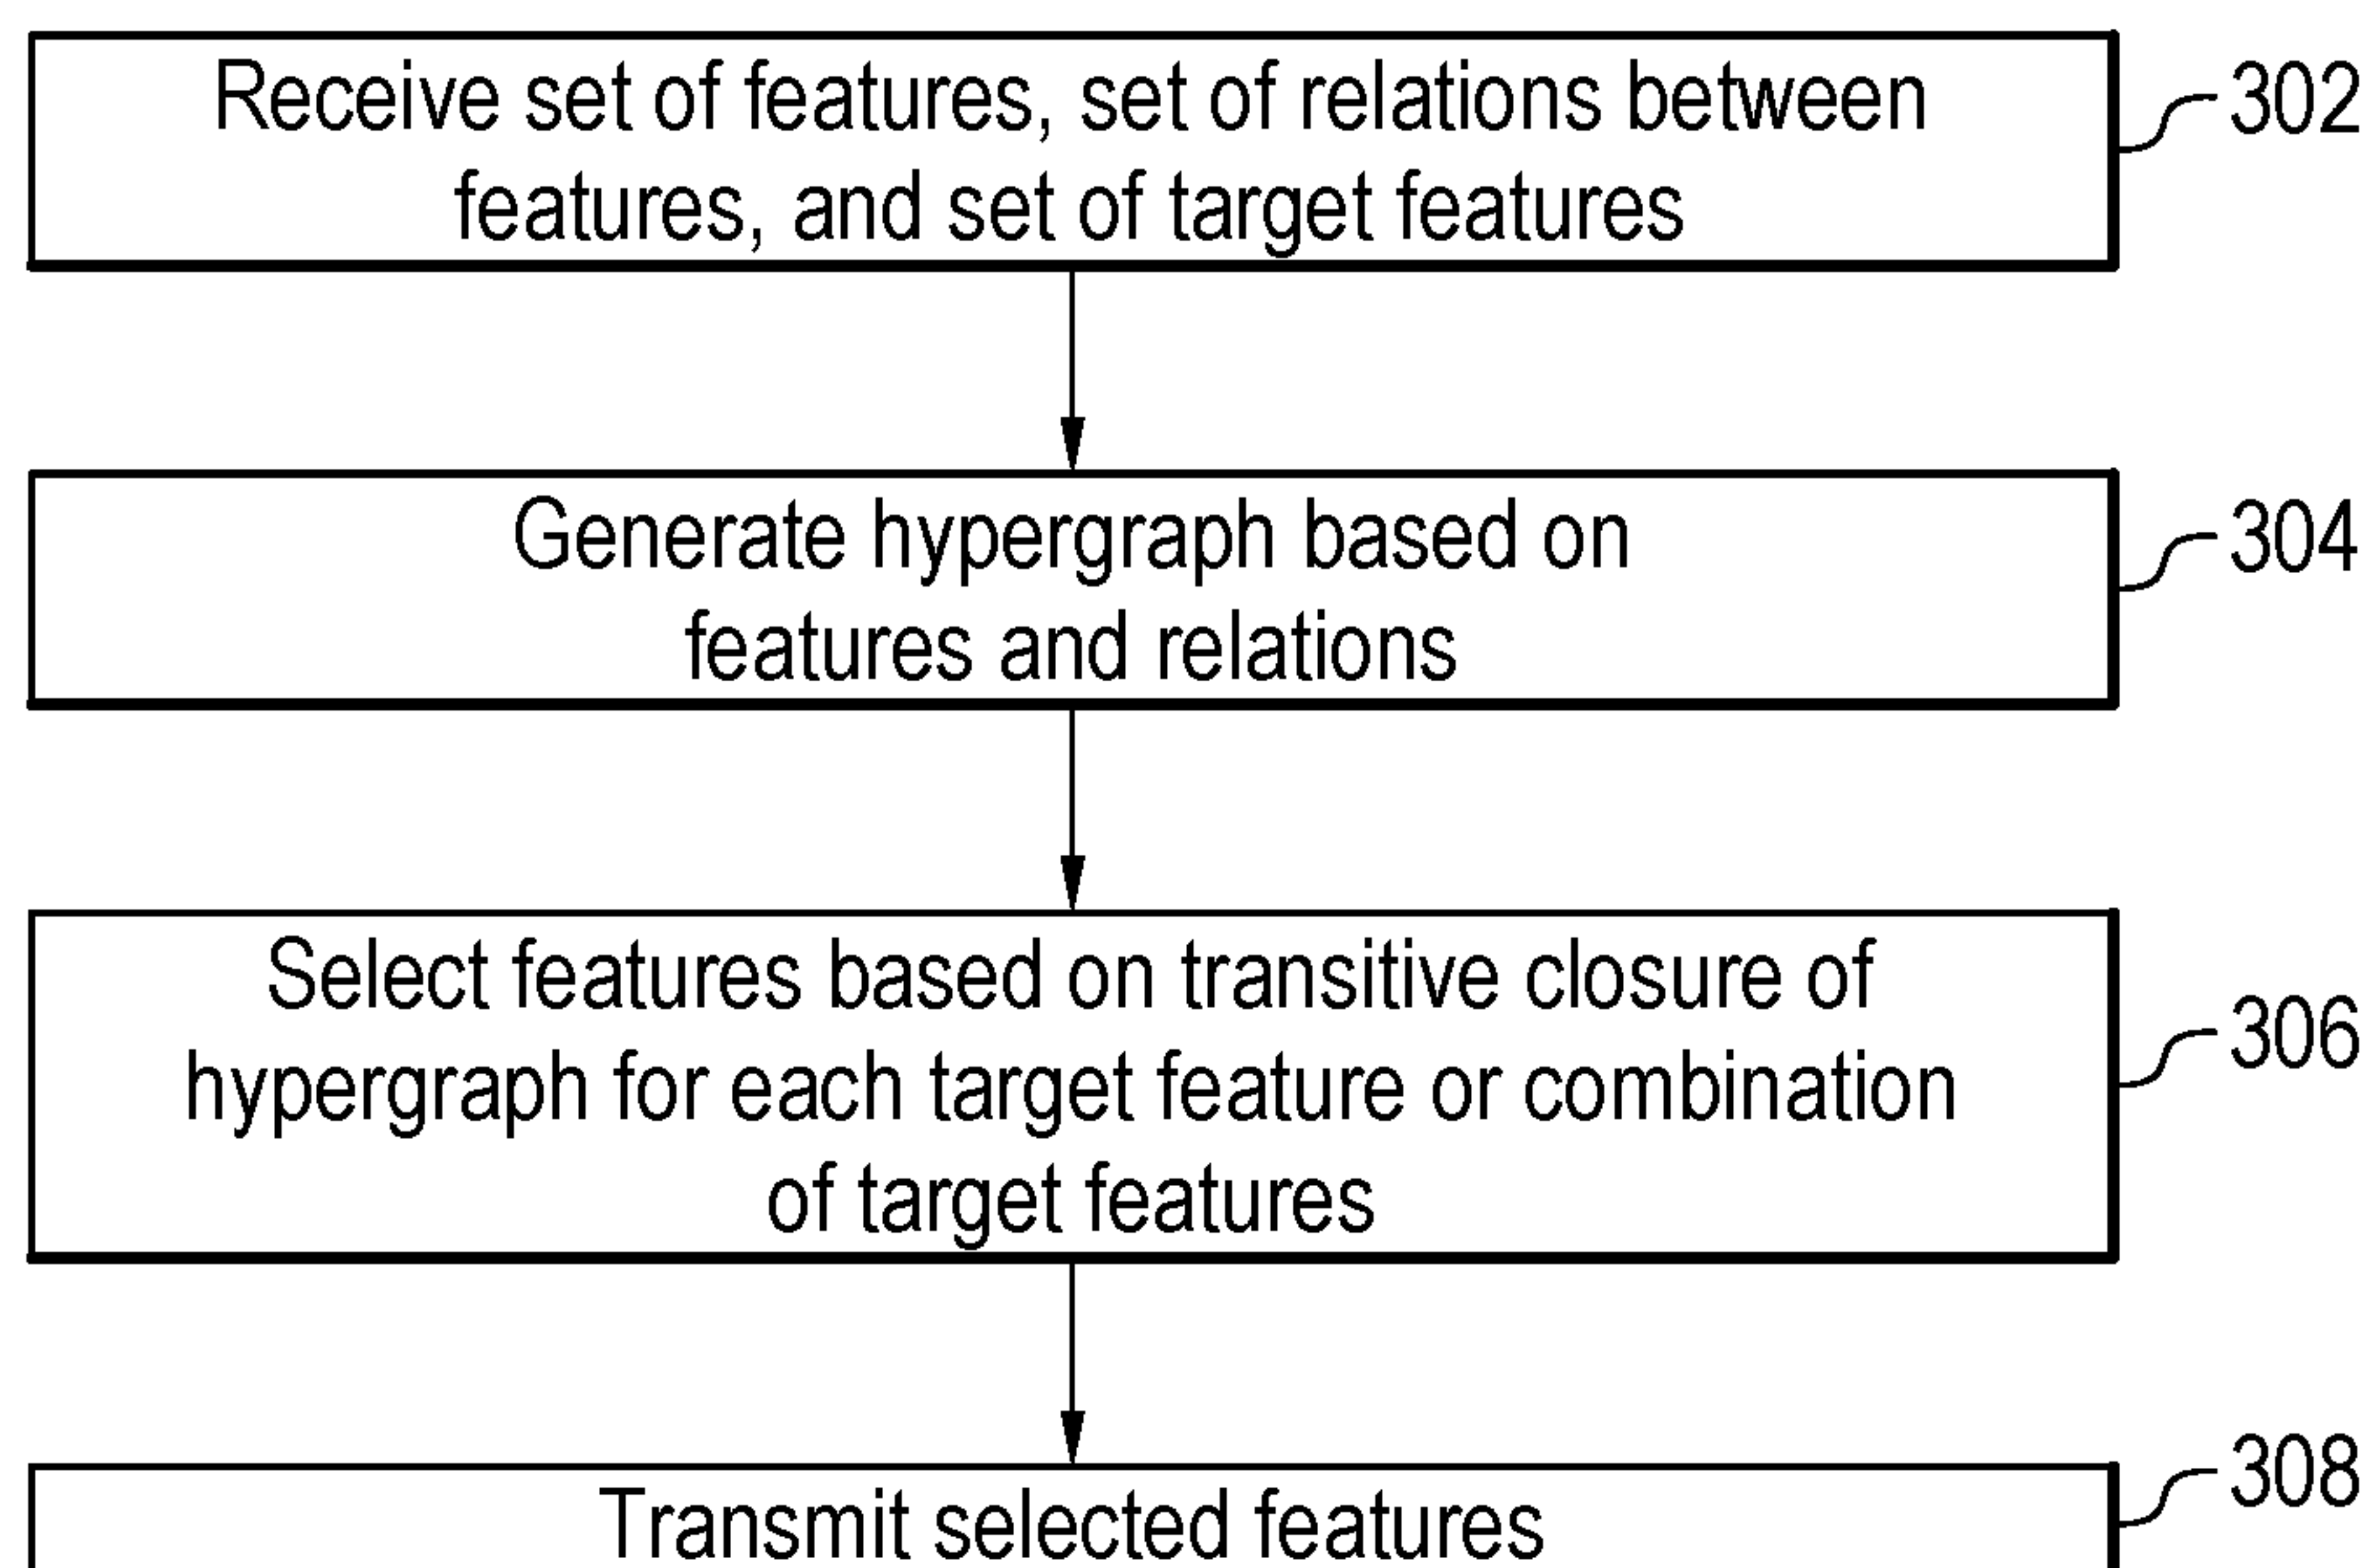 Receive set of features, set of relations between
features, and set of target features
302
Generate hypergraph based on
features and relations
304
Select features based on transitive closure of
hypergraph for each target feature or combination
of target features
306
Transmit selected features
308